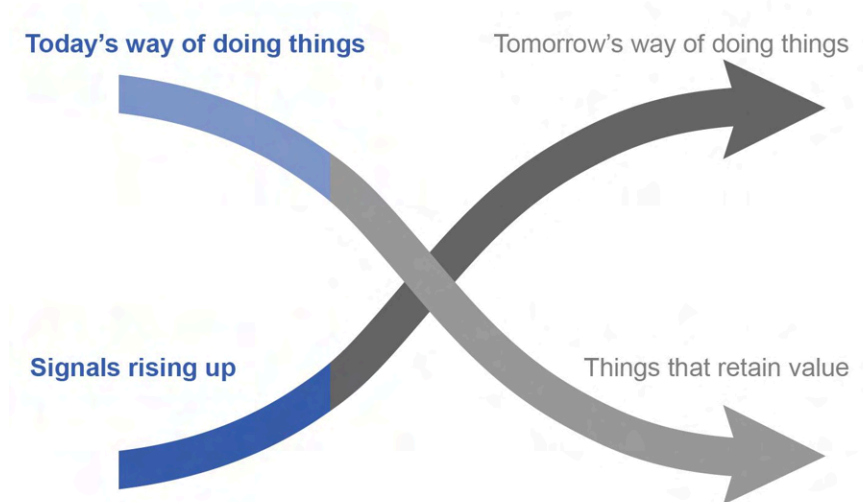 Today's way of doing things
Tomorrow's way of doing things
Signals rising up
Things that retain value